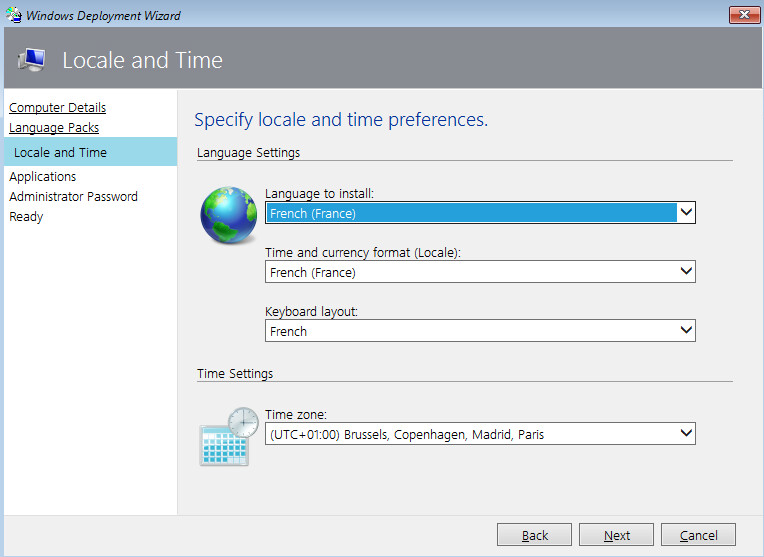 Windows Deployment Wizard
Locale and Time
Computer Details
Language Packs
Locale and Time
Applications
Administrator Password
Ready
Specify locale and time preferences.
Language Settings
Language to install:
French (France)
Time and currency format (Locale):
French (France)
Keyboard layout:
French
Time Settings
Time zone:
(UTC+01:00) Brussels, Copenhagen, Madrid, Paris
Back Next Cancel